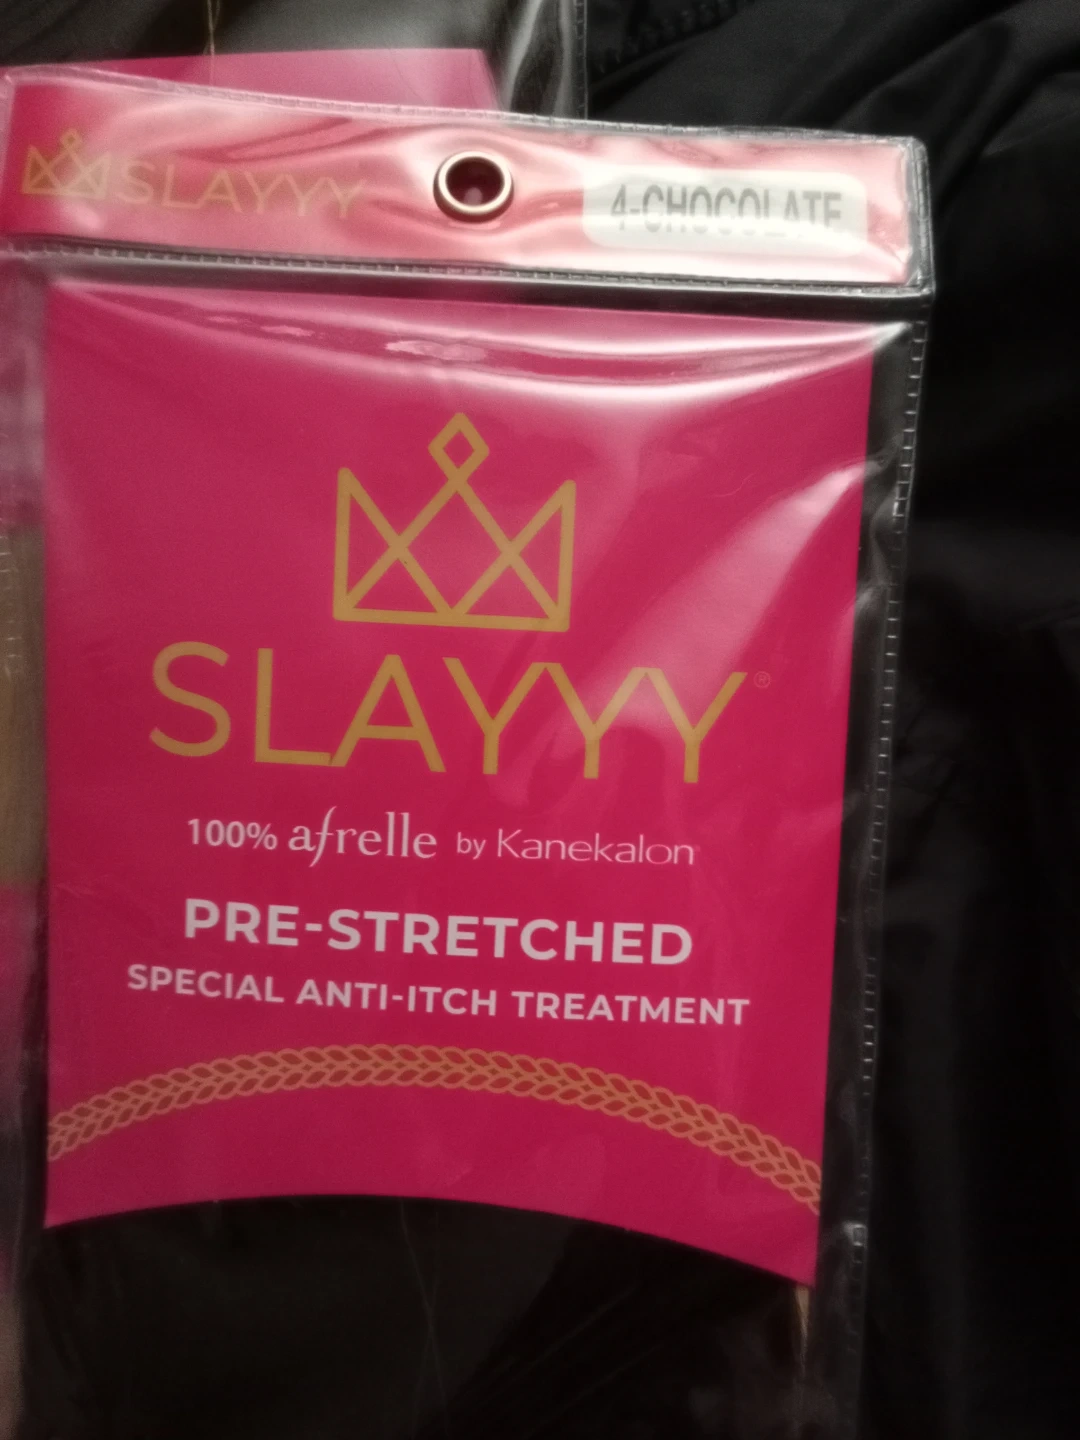 SLAYYY
4-CHOCOLATE
SLAYYY®
100% afrelle by Kanekalon
PRE-STRETCHED
SPECIAL ANTI-ITCH TREATMENT